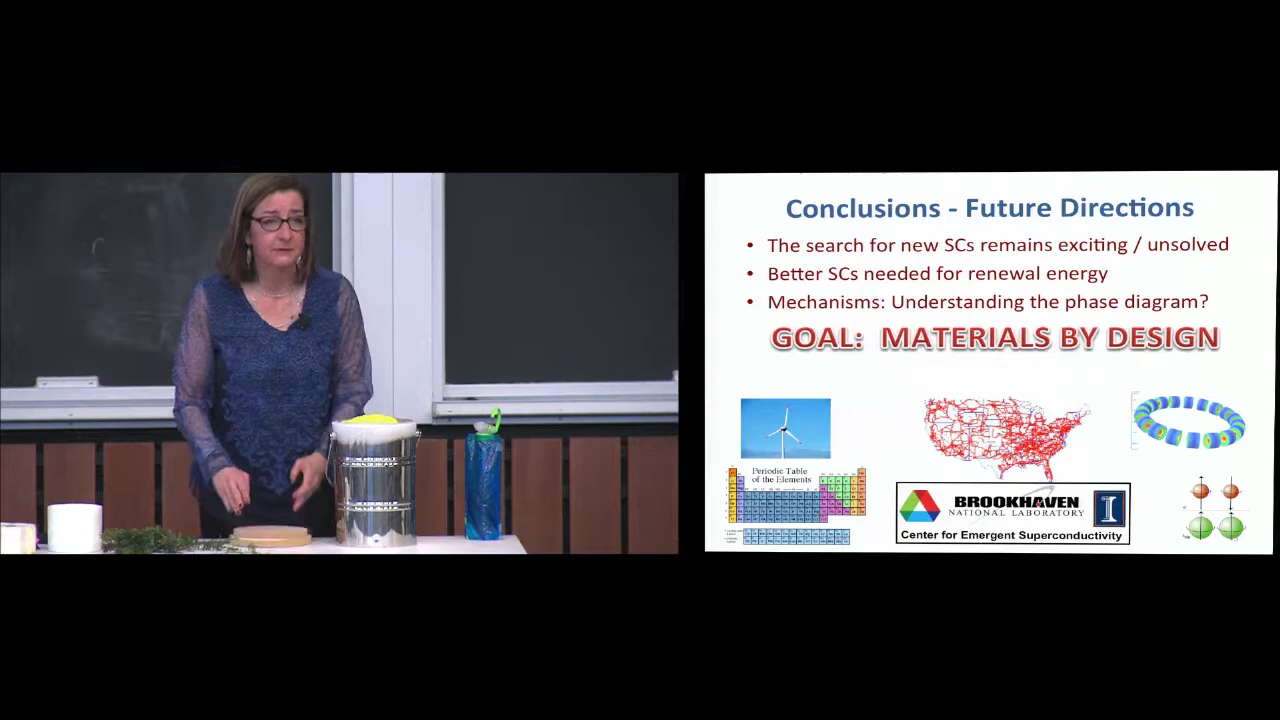 Conclusions - Future Directions
• The search for new SCs remains exciting / unsolved
• Better SCs needed for renewal energy
• Mechanisms: Understanding the phase diagram?
GOAL: MATERIALS BY DESIGN
Periodic Table
of the Elements
BROOKHAVEN
NATIONAL LABORATORY
I
Center for Emergent Superconductivity